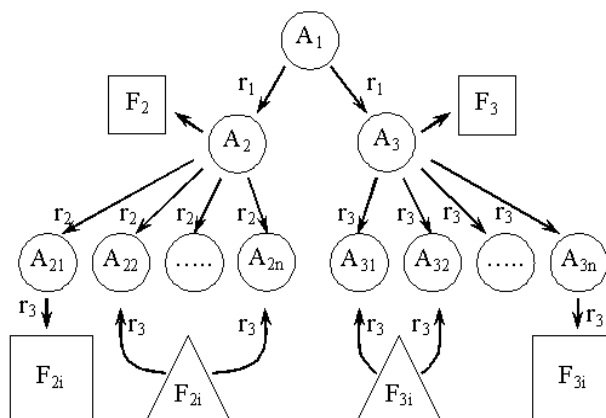 A₁
r₁ r₁
F₂ F₃
A₂ A₃
r₂ r₂ r₂ r₂ r₃ r₃ r₃ r₃
A₂₁ A₂₂ ..... A₂ₙ A₃₁ A₃₂ ..... A₃ₙ
r₃ r₃ r₃ r₃ r₃ r₃
F₂ᵢ F₂ᵢ F₃ᵢ F₃ᵢ